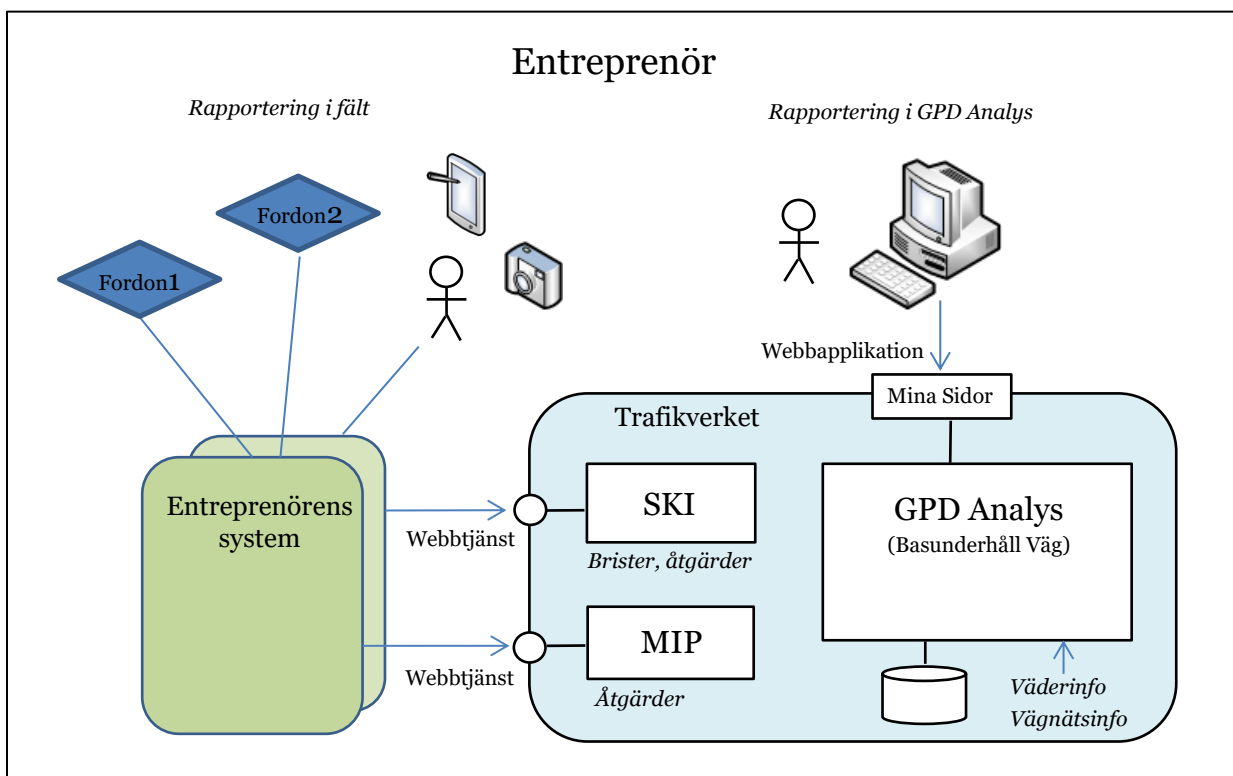 Entreprenör
Rapportering i fält
Rapportering i GPD Analys
Fordon2
Fordon1
Webbapplikation
Mina Sidor
Trafikverket
Entreprenörens
system
SKI
GPD Analys
(Basunderhåll Väg)
Webbtjänst
Brister, åtgärder
MIP
Webbtjänst
Åtgärder
Väderinfo
Vägnätsinfo